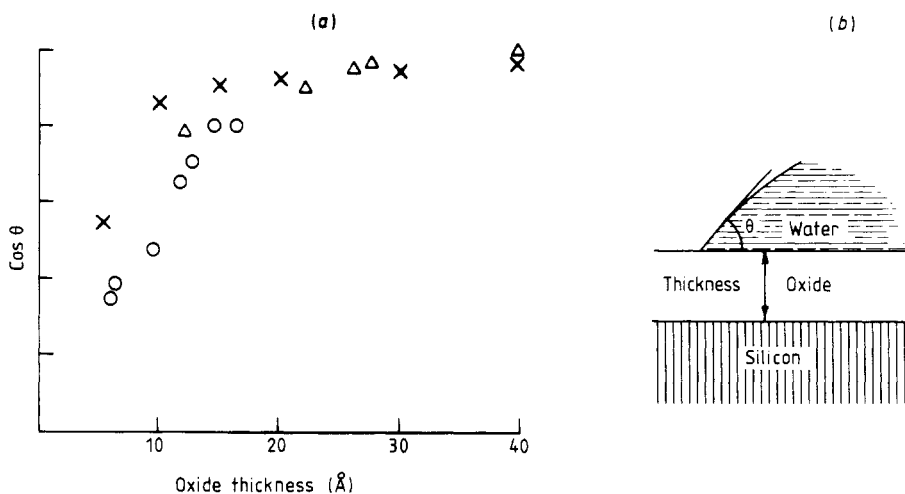 (a)
Cos θ
10 20 30 40
Oxide thickness (Å)
(b)
θ Water
Thickness Oxide
Silicon